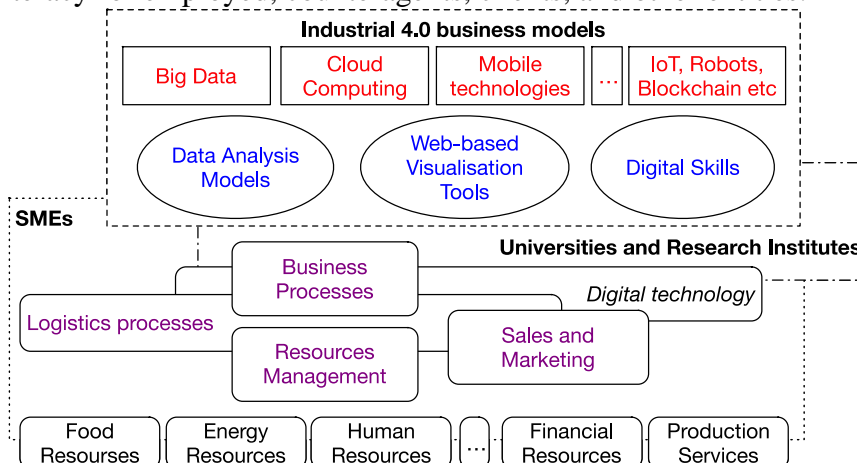 Industrial 4.0 business models
Big Data
Cloud
Computing
Mobile
technologies
...
IoT, Robots,
Blockchain etc
Data Analysis
Models
Web-based
Visualisation
Tools
Digital Skills
SMEs
Universities and Research Institutes
Business
Processes
Digital technology
Logistics processes
Sales and
Marketing
Resources
Management
Food
Resourses
Energy
Resources
Human
Resources
...
Financial
Resources
Production
Services